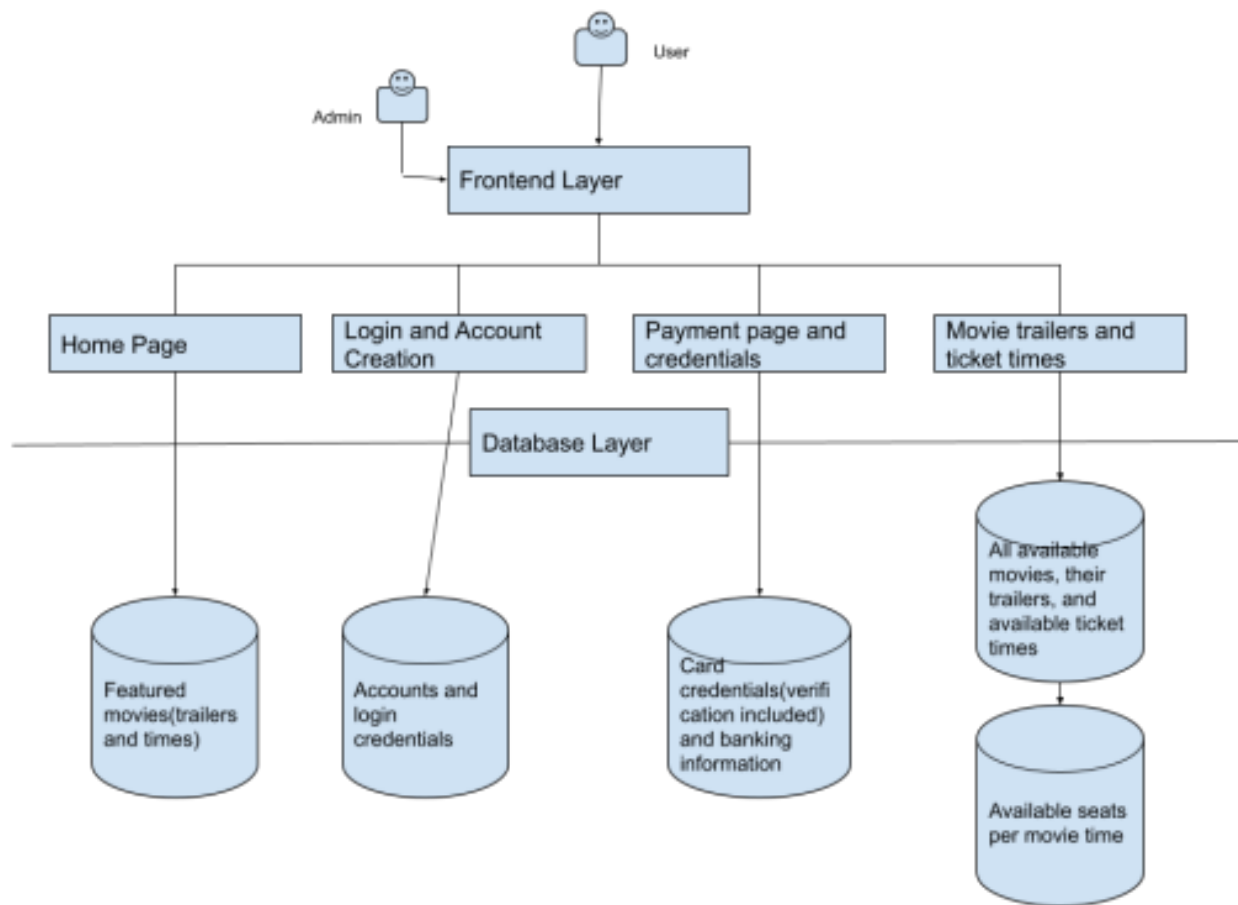 User
Admin
Frontend Layer
Home Page
Login and Account
Creation
Payment page and
credentials
Movie trailers and
ticket times
Database Layer
All available
movies, their
trailers, and
available ticket
times
Featured
movies(trailers
and times)
Accounts and
login
credentials
Card
credentials(verifi
cation included)
and banking
information
Available seats
per movie time